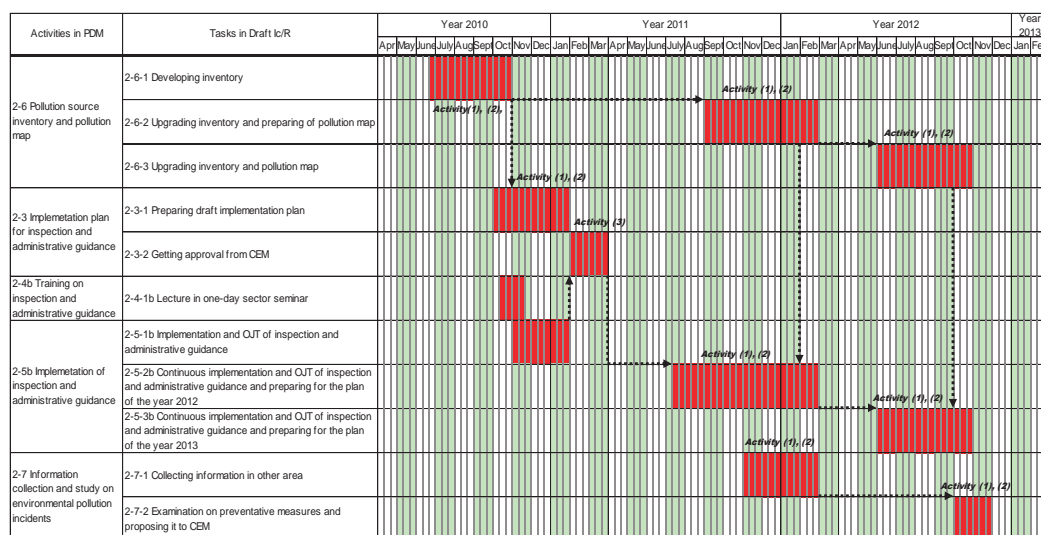 Activities in PDM
Tasks in Draft Ic/R
Year 2010
Year 2011
Year 2012
Year
2013
Apr May June July Aug Sept Oct Nov Dec Jan Feb Mar Apr May June July Aug Sept Oct Nov Dec Jan Feb Mar Apr May June July Aug Sept Oct Nov Dec Jan Fe
2-6 Pollution source
inventory and pollution
map
2-6-1 Developing inventory
Activity(1), (2),
Activity (1), (2)
2-6-2 Upgrading inventory and preparing of pollution map
Activity (1), (2)
2-6-3 Upgrading inventory and pollution map
Activity (1), (2)
2-3 Implemetation plan
for inspection and
administrative guidance
2-3-1 Preparing draft implementation plan
Activity (3)
2-3-2 Getting approval from CEM
2-4b Training on
inspection and
administrative guidance
2-4-1b Lecture in one-day sector seminar
2-5b Implemetation of
inspection and
administrative guidance
2-5-1b Implementation and OJT of inspection and
administrative guidance
Activity (1), (2)
2-5-2b Continuous implementation and OJT of inspection
and administrative guidance and preparing for the plan
of the year 2012
Activity (1), (2)
2-5-3b Continuous implementation and OJT of inspection
and administrative guidance and preparing for the plan
of the year 2013
Activity (1), (2)
2-7 Information
collection and study on
environmental pollution
incidents
2-7-1 Collecting information in other area
Activity (1), (2)
2-7-2 Examination on preventative measures and
proposing it to CEM